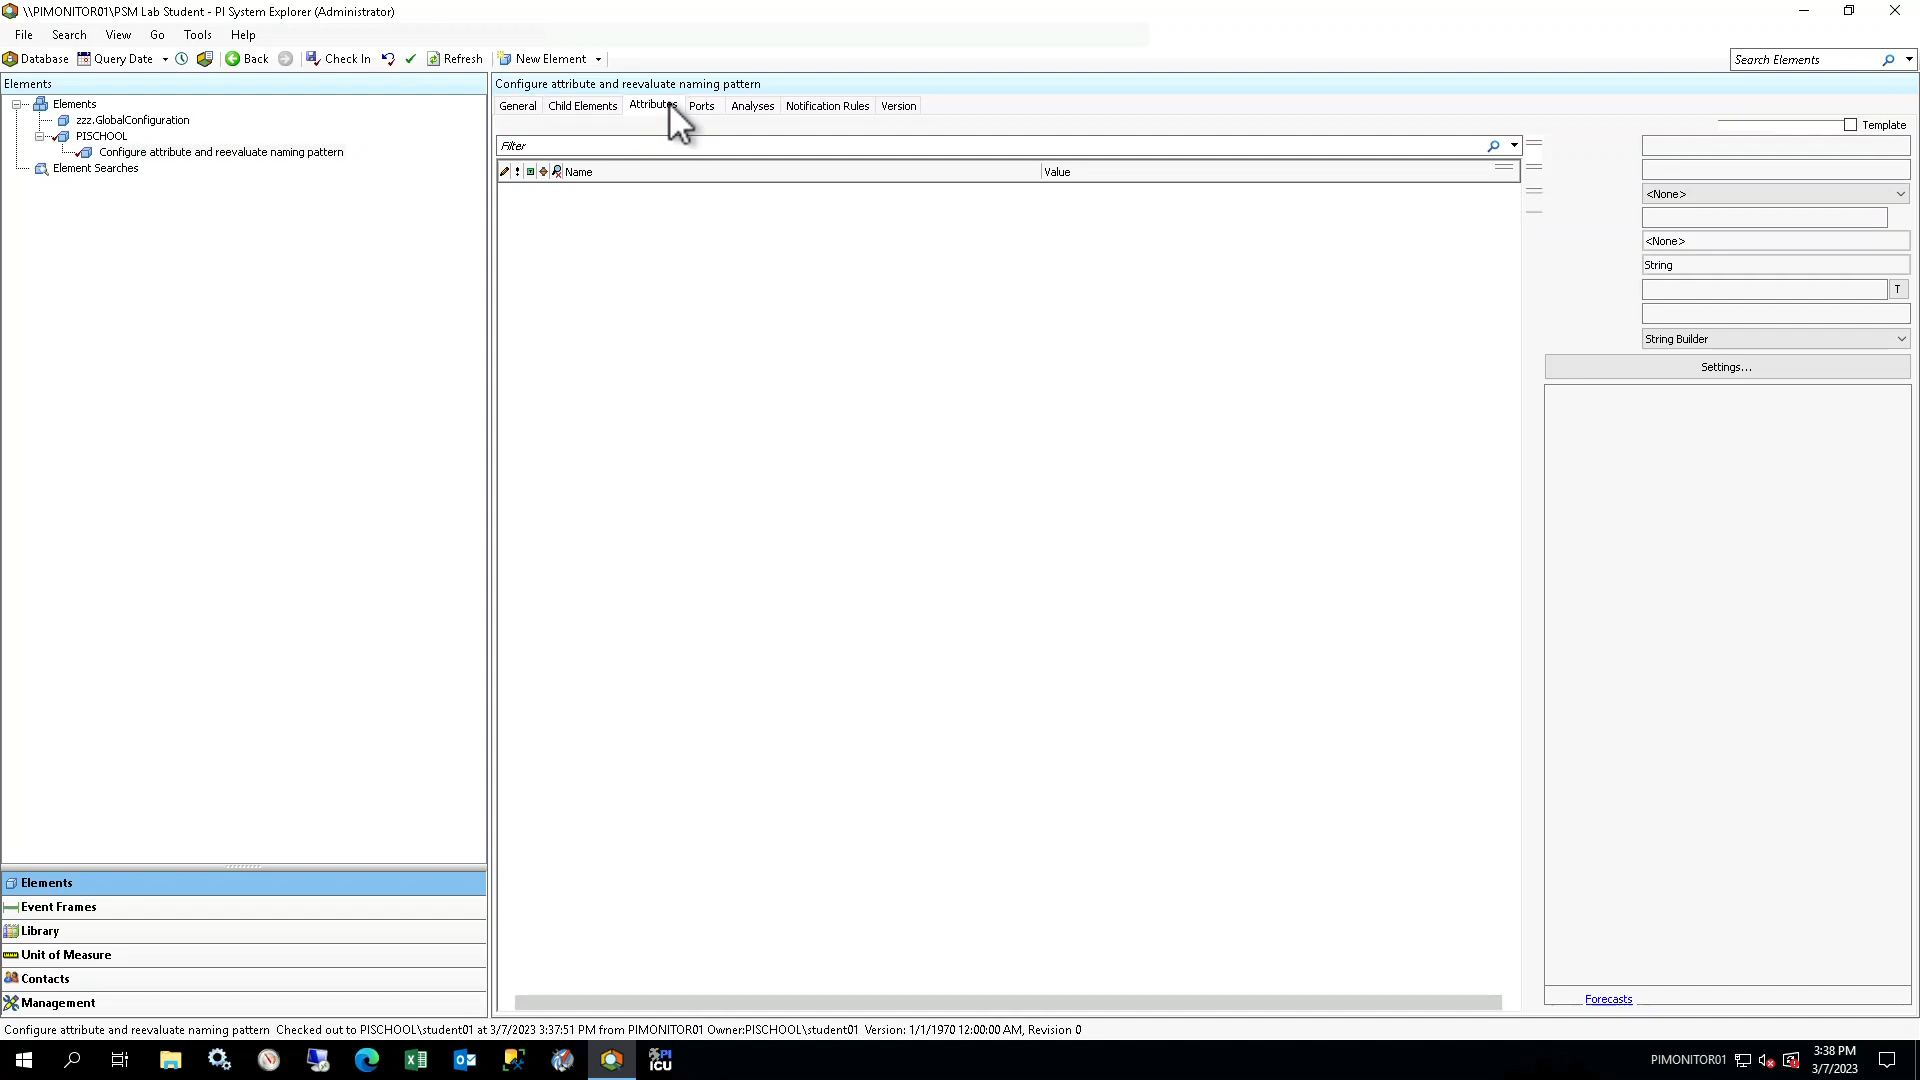 \\PIMONITOR01\PSM Lab Student - PI System Explorer (Administrator)
File Search View Go Tools Help
Database Query Date Back Check In Refresh New Element
Search Elements
Elements
Elements
zzz.GlobalConfiguration
PISCHOOL
Configure attribute and reevaluate naming pattern
Element Searches
Configure attribute and reevaluate naming pattern
General Child Elements Attributes Ports Analyses Notification Rules Version
Template
Filter
Name Value
<None>
<None>
String
T
String Builder
Settings...
Forecasts
Elements
Event Frames
Library
Unit of Measure
Contacts
Management
Configure attribute and reevaluate naming pattern Checked out to PISCHOOL\student01 at 3/7/2023 3:37:51 PM from PIMONITOR01 Owner:PISCHOOL\student01 Version: 1/1/1970 12:00:00 AM, Revision 0
PI
ICU
PIMONITOR01
3:38 PM
3/7/2023